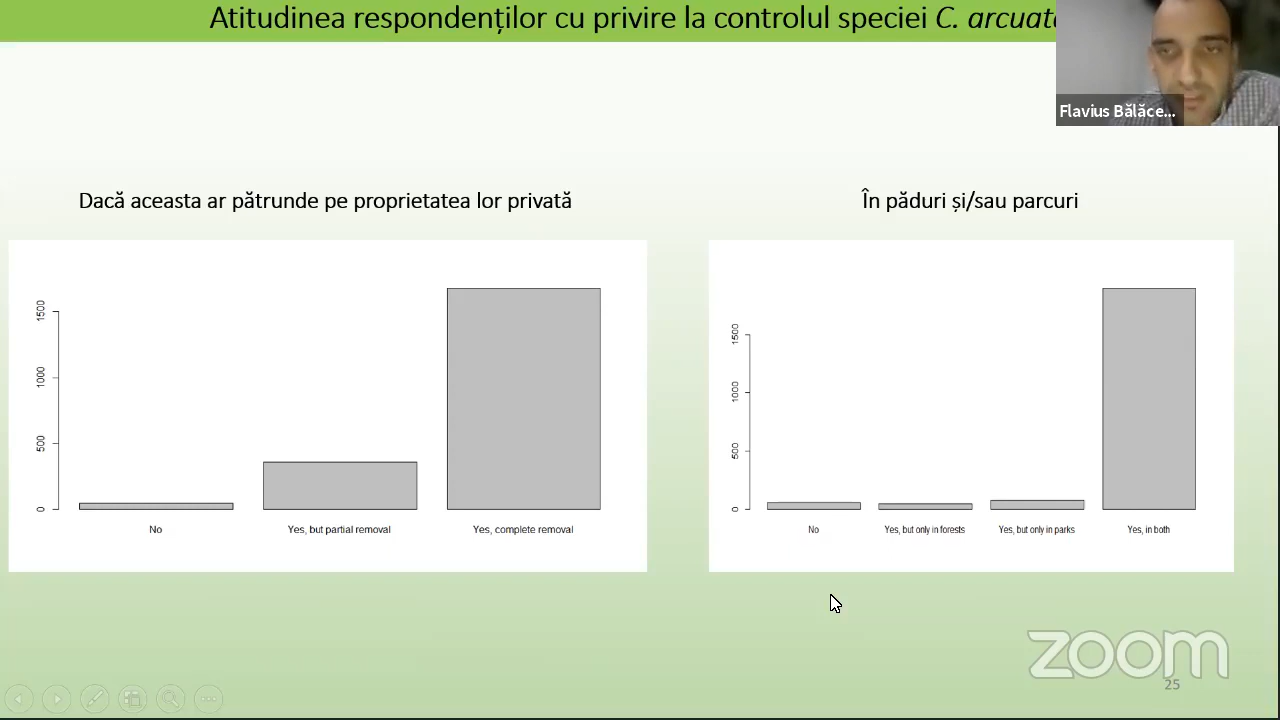 Atitudinea respondenților cu privire la controlul speciei C. arcuat
Flavius Bălăce...
Dacă aceasta ar pătrunde pe proprietatea lor privată
În păduri și/sau parcuri
1500
1000
500
0
No
Yes, but partial removal
Yes, complete removal
1500
1000
500
0
No
Yes, but only in forests
Yes, but only in parks
Yes, in both
zoom
25